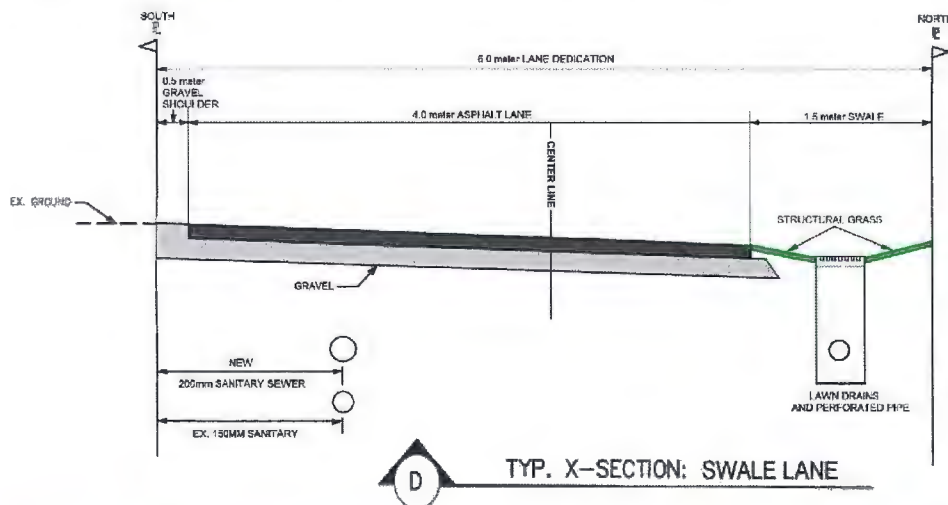 SOUTH
PL
NORTH
PL
6.0 meter LANE DEDICATION
0.5 meter
GRAVEL
SHOULDER
4.0 meter ASPHALT LANE
1.5 meter SWALE
CENTER LINE
EX. GROUND
STRUCTURAL GRASS
GRAVEL
NEW
200mm SANITARY SEWER
EX. 150MM SANITARY
LAWN DRAINS
AND PERFORATED PIPE
D
TYP. X-SECTION: SWALE LANE